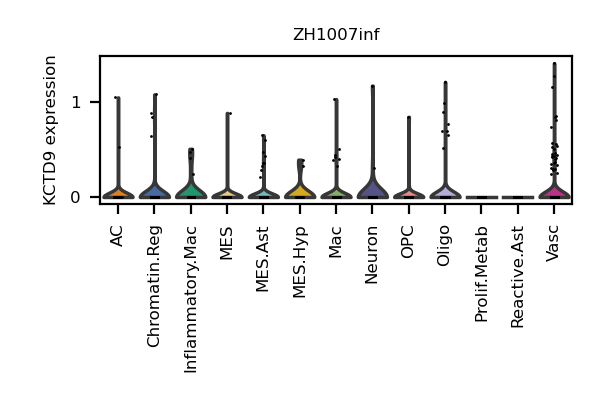 ZH1007inf
KCTD9 expression
1
0
AC
Chromatin.Reg
Inflammatory.Mac
MES
MES.Ast
MES.Hyp
Mac
Neuron
OPC
Oligo
Prolif.Metab
Reactive.Ast
Vasc